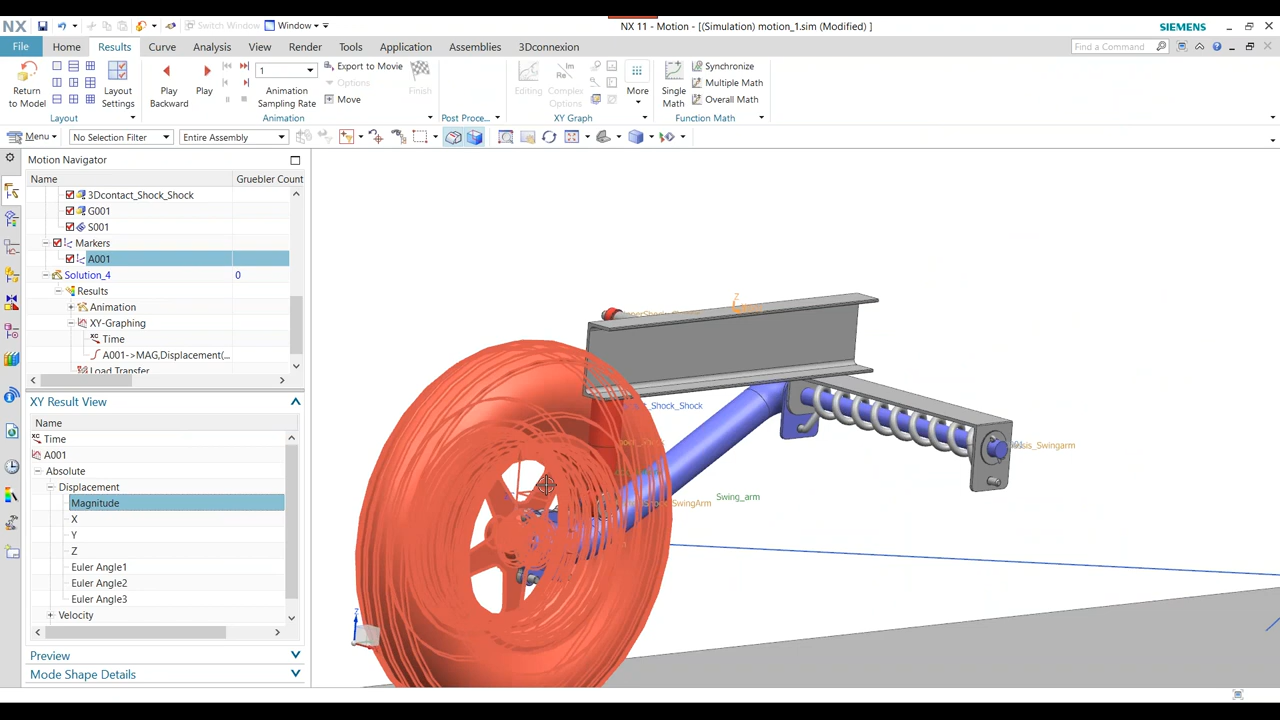 NX
Switch Window
Window
NX 11 - Motion - [(Simulation) motion_1.sim (Modified) ]
SIEMENS
File
Home
Results
Curve
Analysis
View
Render
Tools
Application
Assemblies
3Dconnexion
Find a Command
Return
to Model
Layout
Settings
Layout
Play
Backward
Play
1
Animation
Sampling Rate
Export to Movie
Options
Move
Finish
Animation
Post Proce...
Editing
Complex
Options
More
XY Graph
Single
Math
Synchronize
Multiple Math
Overall Math
Function Math
Menu
No Selection Filter
Entire Assembly
Motion Navigator
Name
Gruebler Count
3Dcontact_Shock_Shock
G001
S001
Markers
A001
Solution_4
0
Results
Animation
XY-Graphing
Time
A001->MAG,Displacement(...
Load Transfer
XY Result View
Name
Time
A001
Absolute
Displacement
Magnitude
X
Y
Z
Euler Angle1
Euler Angle2
Euler Angle3
Velocity
Preview
Mode Shape Details
Z
_Shock_Shock
_Swingarm
Swing_arm
SwingArm
Z